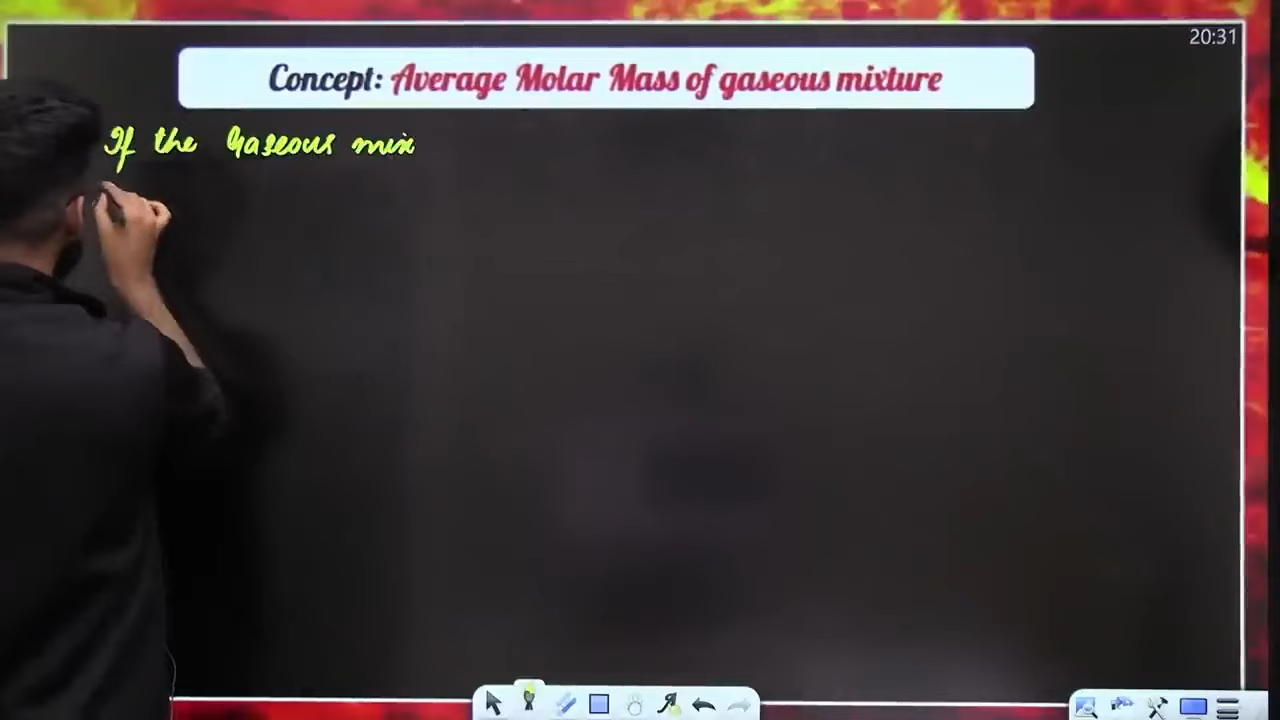 20:31
Concept: Average Molar Mass of gaseous mixture
If the Gaseous mix